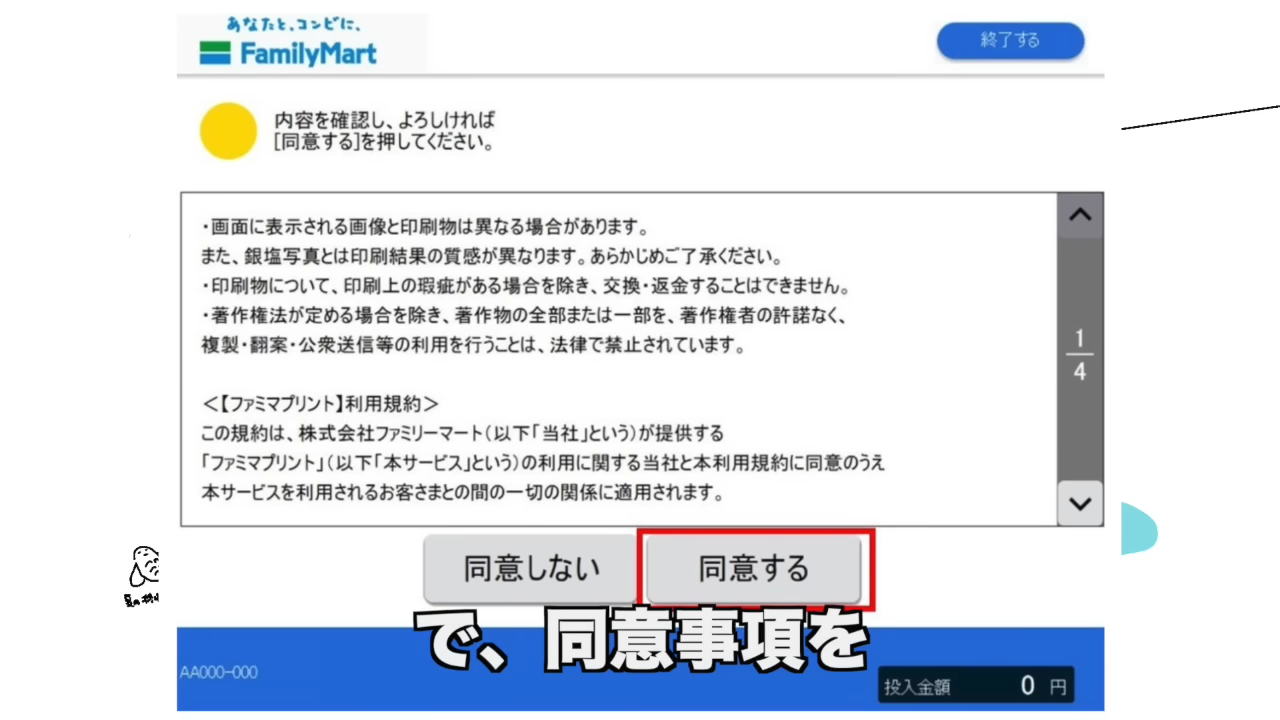 あなたと、コンビに、
FamilyMart
終了する
内容を確認し、よろしければ
[同意する]を押してください。
・画面に表示される画像と印刷物は異なる場合があります。
また、銀塩写真とは印刷結果の質感が異なります。あらかじめご了承ください。
・印刷物について、印刷上の瑕疵がある場合を除き、交換・返金することはできません。
・著作権法が定める場合を除き、著作物の全部または一部を、著作権者の許諾なく、
複製・翻案・公衆送信等の利用を行うことは、法律で禁止されています。
<【ファミマプリント】利用規約>
この規約は、株式会社ファミリーマート(以下「当社」という)が提供する
「ファミマプリント」(以下「本サービス」という)の利用に関する当社と本利用規約に同意のうえ
本サービスを利用されるお客さまとの間の一切の関係に適用されます。
1
4
同意しない
同意する
で、同意事項を
AA000-000
投入金額 0 円